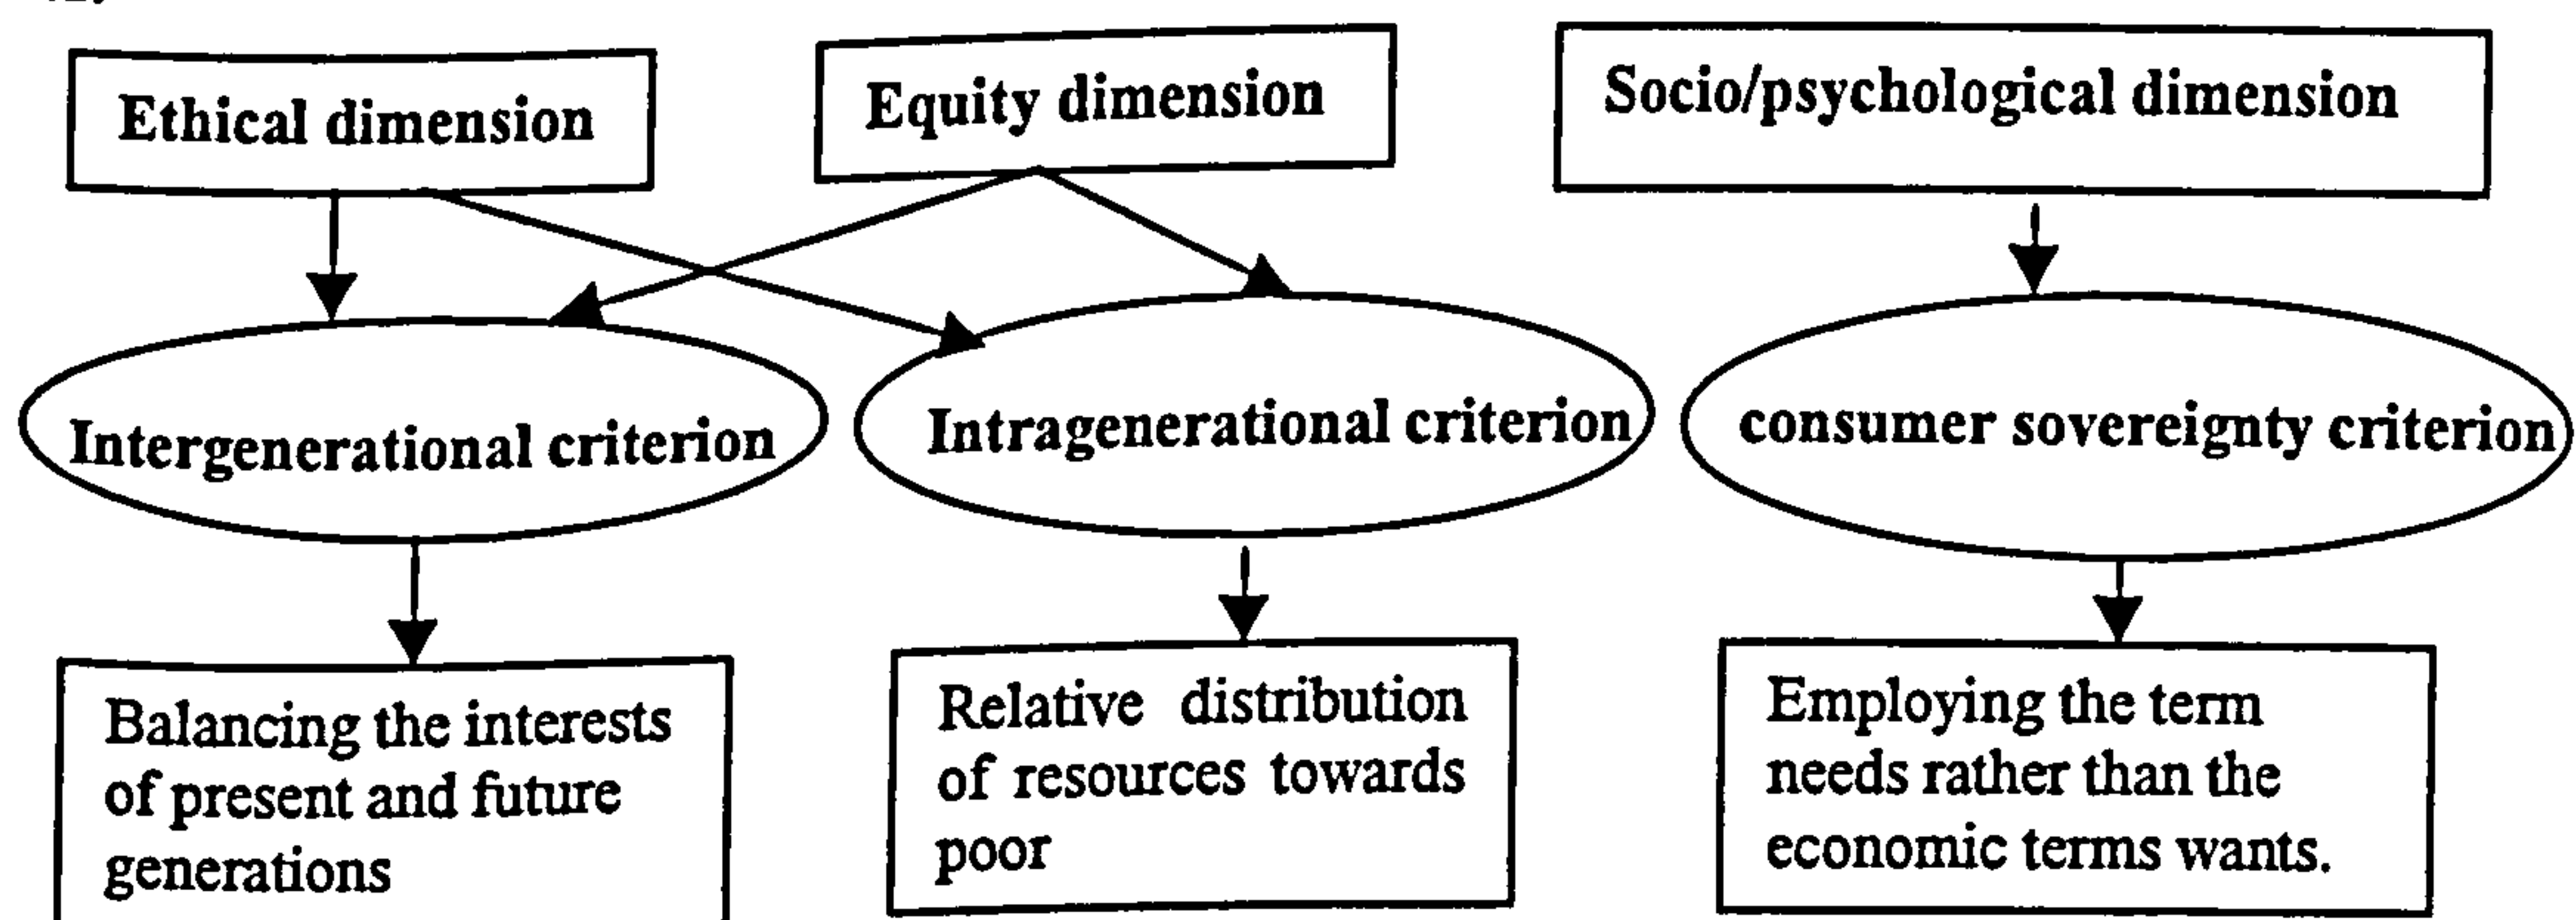 Ethical dimension
Equity dimension
Socio/psychological dimension
Intergenerational criterion
Intragenerational criterion
consumer sovereignty criterion
Balancing the interests
of present and future
generations
Relative distribution
of resources towards
poor
Employing the term
needs rather than the
economic terms wants.